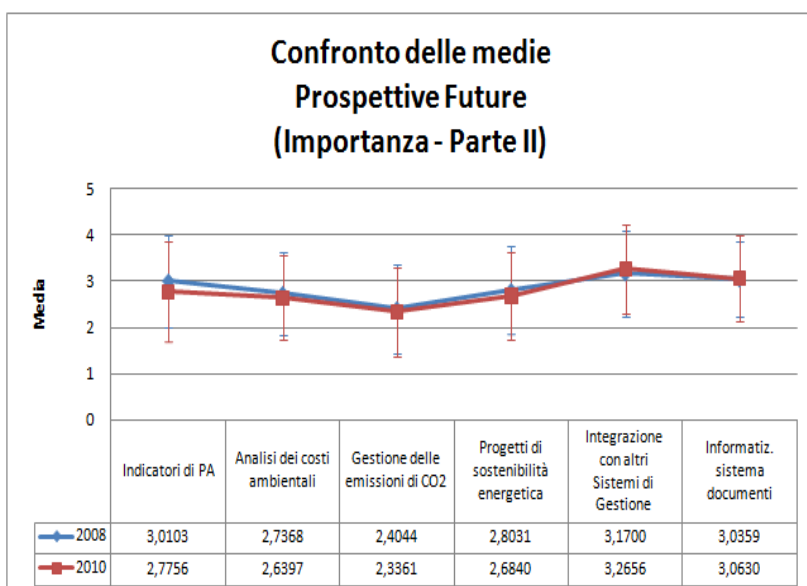 Confronto delle medie
Prospettive Future
(Importanza - Parte II)
5
4
3
2
1
0
Media
Indicatori di PA
Analisi dei costi
ambientali
Gestione delle
emissioni di CO2
Progetti di
sostenibilità
energetica
Integrazione
con altri
Sistemi di
Gestione
Informatiz.
sistema
documenti
2008 3,0103 2,7368 2,4044 2,8031 3,1700 3,0359
2010 2,7756 2,6397 2,3361 2,6840 3,2656 3,0630